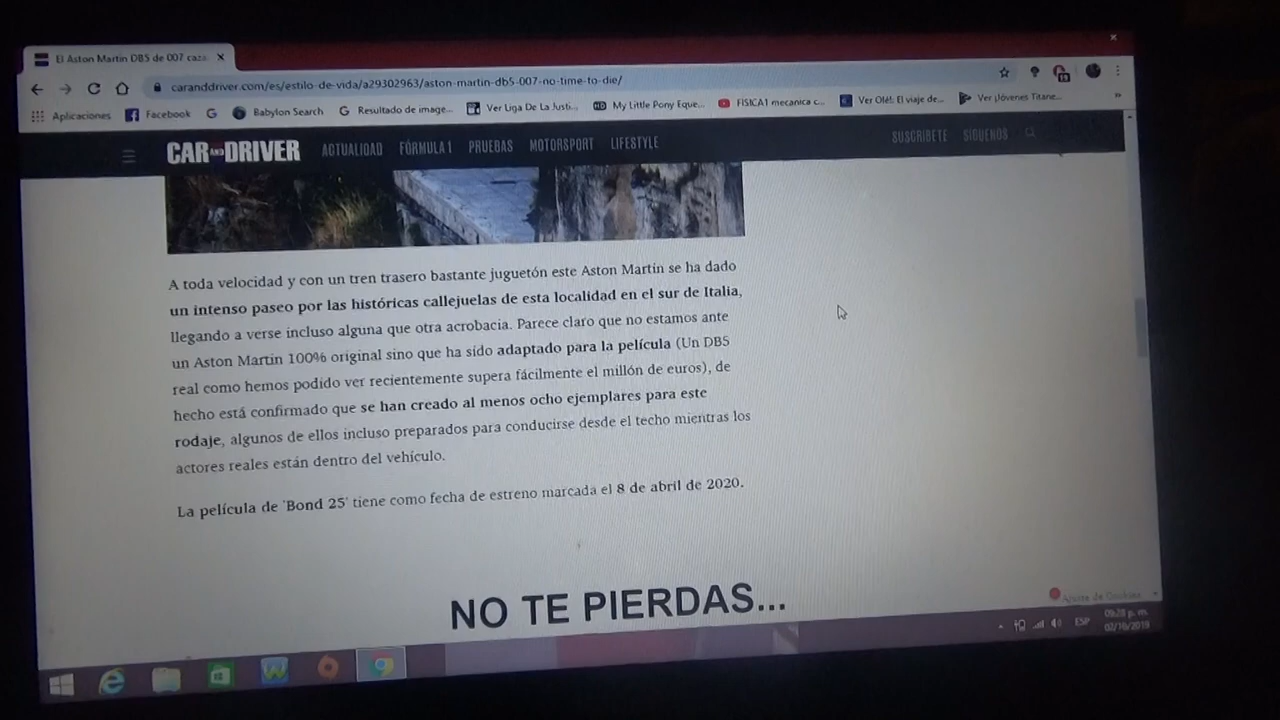 El Aston Martin DB5 de 007 caza
caranddriver.com/es/estilo-de-vida/a29302963/aston-martin-db5-007-no-time-to-die/
Aplicaciones Facebook Babylon Search Resultado de image... Ver Liga De La Justi... My Little Pony Eque... FISICA1 mecanica c... Ver Olé!: El viaje de... Ver ¡Jóvenes Titane...
CAR AND DRIVER ACTUALIDAD FÓRMULA 1 PRUEBAS MOTORSPORT LIFESTYLE SUSCRÍBETE SÍGUENOS
A toda velocidad y con un tren trasero bastante juguetón este Aston Martin se ha dado
un intenso paseo por las históricas callejuelas de esta localidad en el sur de Italia,
llegando a verse incluso alguna que otra acrobacia. Parece claro que no estamos ante
un Aston Martin 100% original sino que ha sido adaptado para la película (Un DB5
real como hemos podido ver recientemente supera fácilmente el millón de euros), de
hecho está confirmado que se han creado al menos ocho ejemplares para este
rodaje, algunos de ellos incluso preparados para conducirse desde el techo mientras los
actores reales están dentro del vehículo.
La película de 'Bond 25' tiene como fecha de estreno marcada el 8 de abril de 2020.
NO TE PIERDAS...
Ajuste de Cookies
ESP
09:28 p. m.
02/10/2019